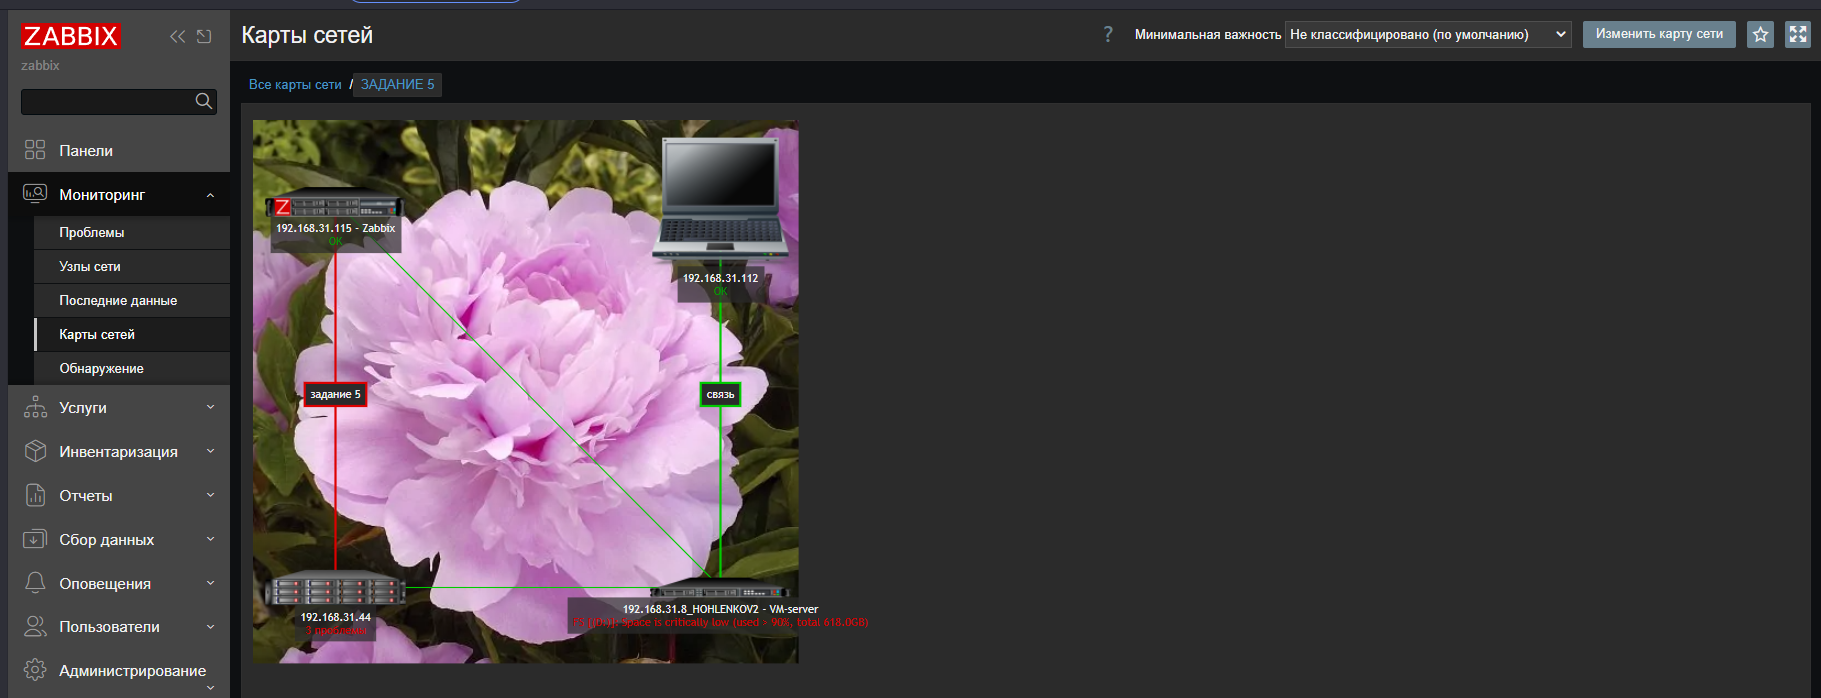 ZABBIX
zabbix
Панели
Мониторинг
Проблемы
Узлы сети
Последние данные
Карты сетей
Обнаружение
Услуги
Инвентаризация
Отчеты
Сбор данных
Оповещения
Пользователи
Администрирование
Карты сетей
?
Минимальная важность
Не классифицировано (по умолчанию)
Изменить карту сети
Все карты сети / ЗАДАНИЕ 5
Z
192.168.31.115 - Zabbix
OK
192.168.31.112
OK
задание 5
связь
192.168.31.44
3 проблемы
192.168.31.8_HOHLENKOV2 - VM-server
Space is critically low (used > 90%, total 618.0GB)